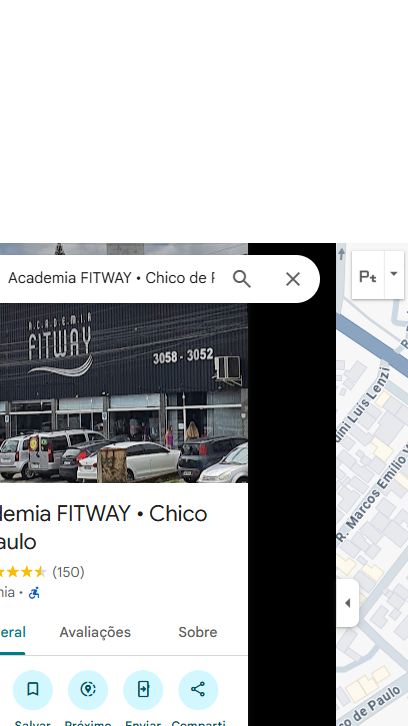 Academia FITWAY • Chico de F
Pt
ACADEMIA
FITWAY
3058 - 3052
demia FITWAY • Chico
aulo
(150)
nia •
eral
Avaliações
Sobre
Salvar
Próximo
Enviar
Comparti
dini Luís Lenzi
R. Marcos Emílio V
R
co de Paulo